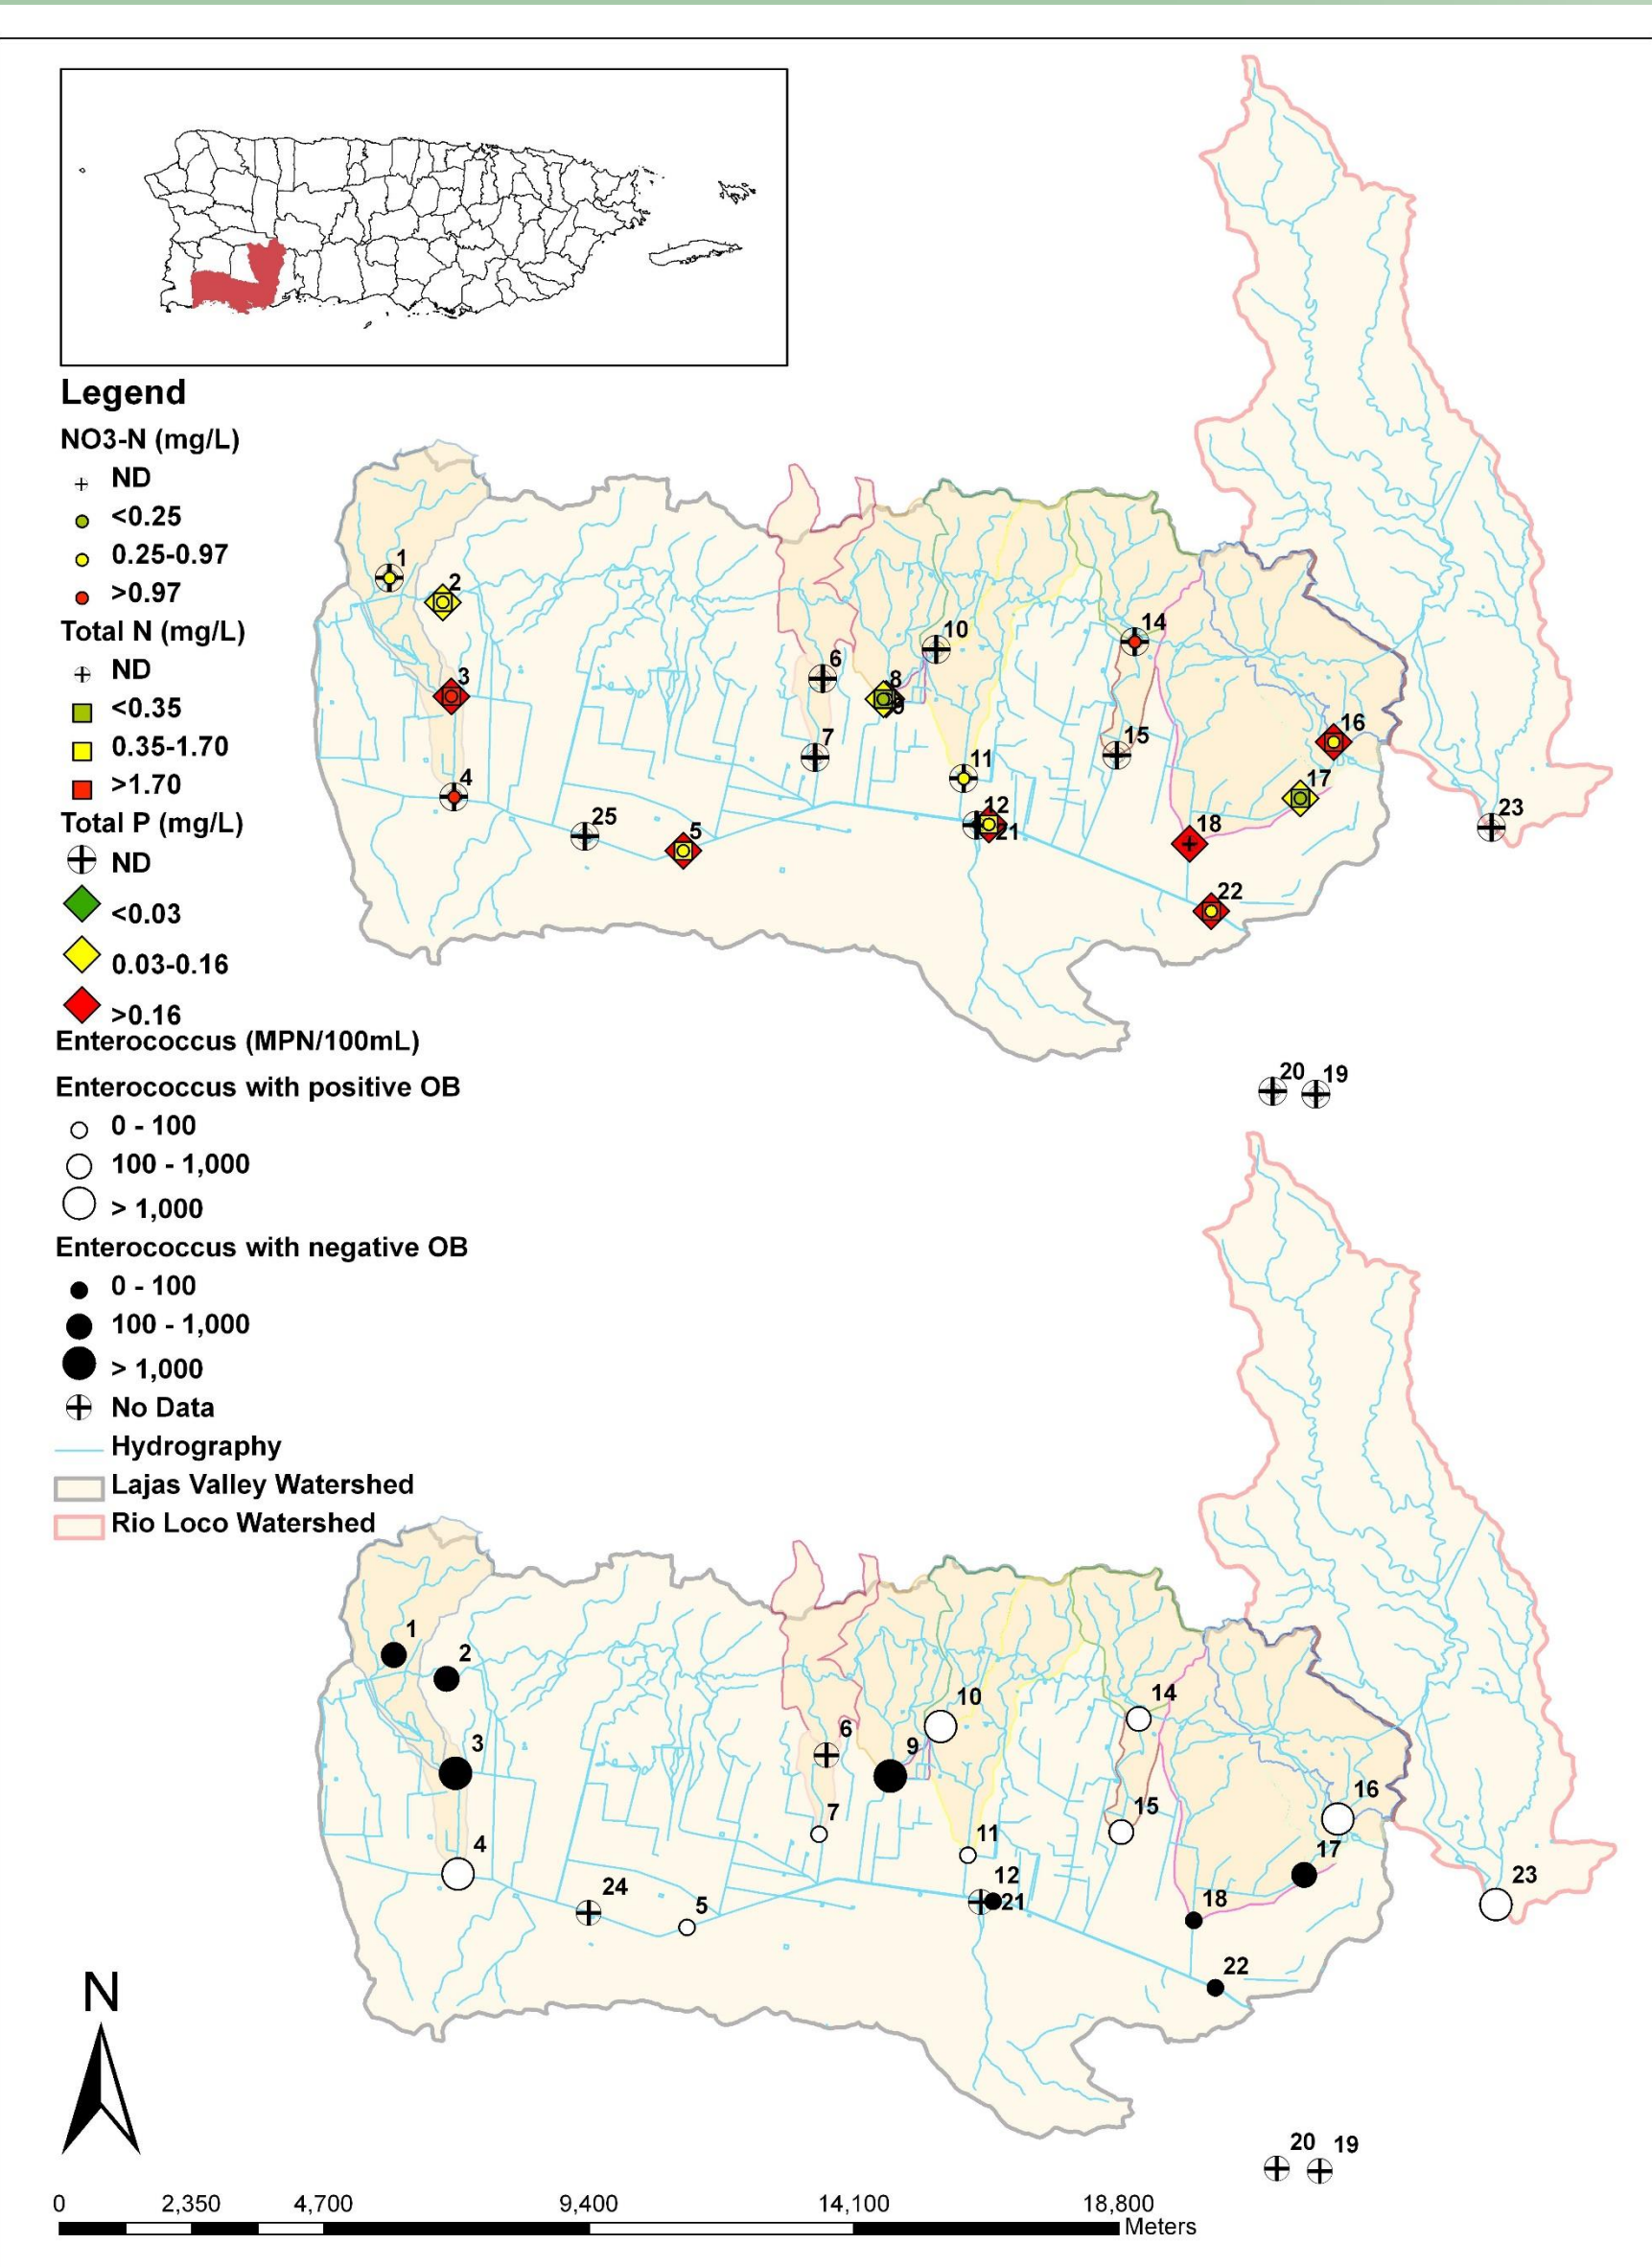 Legend
NO3-N (mg/L)
ND
<0.25
0.25-0.97
>0.97
Total N (mg/L)
ND
<0.35
0.35-1.70
>1.70
Total P (mg/L)
ND
<0.03
0.03-0.16
>0.16
Enterococcus (MPN/100mL)
Enterococcus with positive OB
0 - 100
100 - 1,000
> 1,000
Enterococcus with negative OB
0 - 100
100 - 1,000
> 1,000
No Data
Hydrography
Lajas Valley Watershed
Rio Loco Watershed
1
2
3
4
25
5
6
7
8
9
10
11
12
21
14
15
16
17
18
22
23
20
19
1
2
3
4
24
5
6
7
9
10
11
12
21
14
15
16
17
18
22
23
20
19
N
0 2,350 4,700 9,400 14,100 18,800
Meters